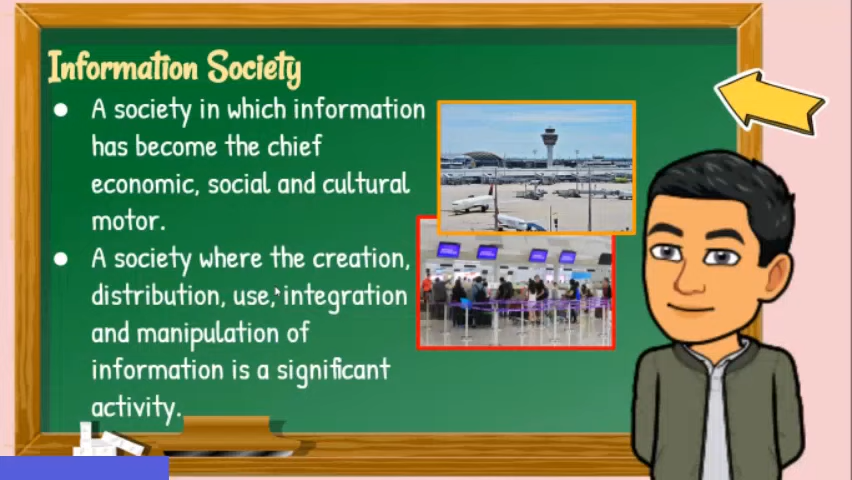 Information Society
● A society in which information
has become the chief
economic, social and cultural
motor.
● A society where the creation,
distribution, use, integration
and manipulation of
information is a significant
activity.